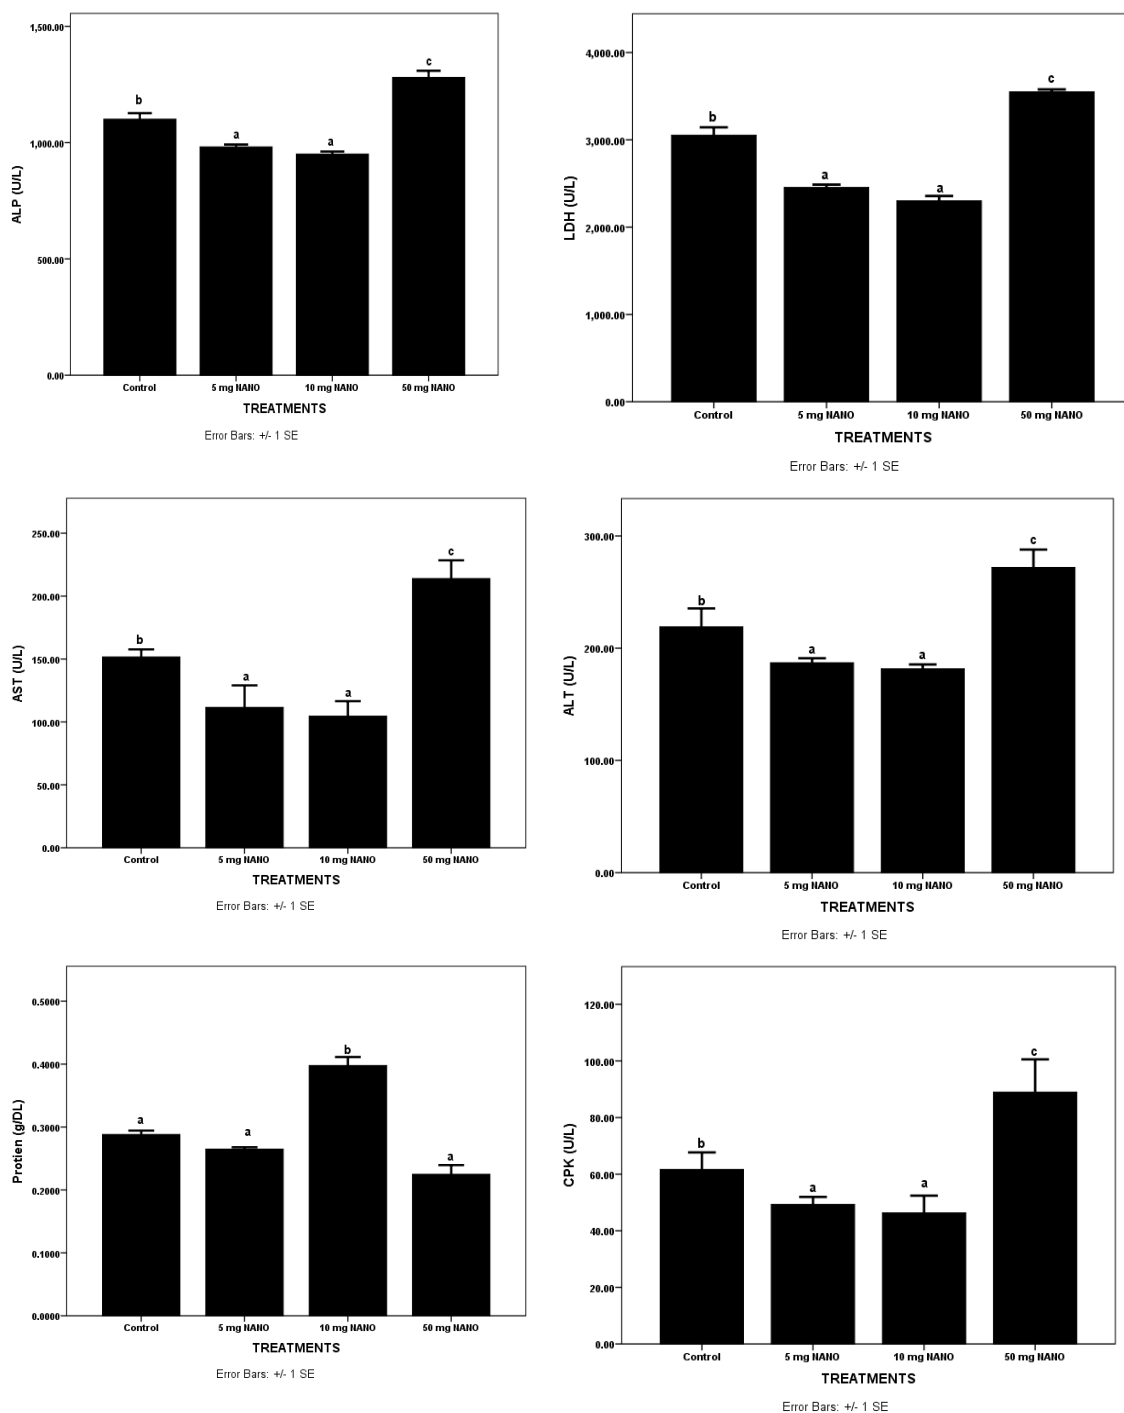 1,500.00
1,000.00
500.00
0.00
ALP (U/L)
b
a
a
c
Control
5 mg NANO
10 mg NANO
50 mg NANO
TREATMENTS
Error Bars: +/- 1 SE
4,000.00
3,000.00
2,000.00
1,000.00
0.00
LDH (U/L)
b
a
a
c
Control
5 mg NANO
10 mg NANO
50 mg NANO
TREATMENTS
Error Bars: +/- 1 SE
250.00
200.00
150.00
100.00
50.00
0.00
AST (U/L)
b
a
a
c
Control
5 mg NANO
10 mg NANO
50 mg NANO
TREATMENTS
Error Bars: +/- 1 SE
300.00
200.00
100.00
0.00
ALT (U/L)
b
a
a
c
Control
5 mg NANO
10 mg NANO
50 mg NANO
TREATMENTS
Error Bars: +/- 1 SE
0.5000
0.4000
0.3000
0.2000
0.1000
0.0000
Protien (g/DL)
a
a
b
a
Control
5 mg NANO
10 mg NANO
50 mg NANO
TREATMENTS
Error Bars: +/- 1 SE
120.00
100.00
80.00
60.00
40.00
20.00
0.00
CPK (U/L)
b
a
a
c
Control
5 mg NANO
10 mg NANO
50 mg NANO
TREATMENTS
Error Bars: +/- 1 SE